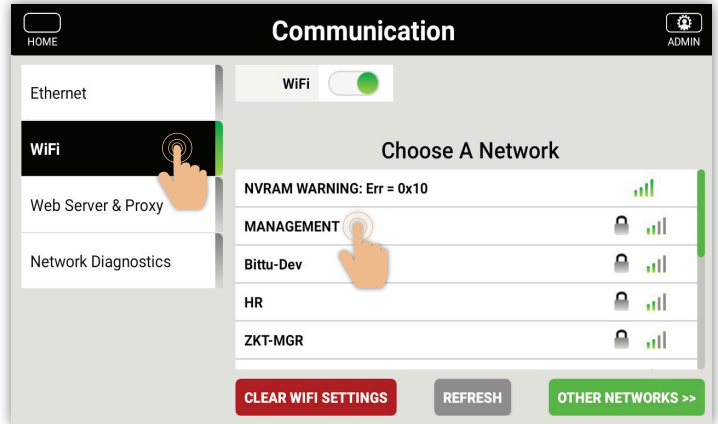 Communication
HOME
ADMIN
Ethernet
WiFi
Web Server & Proxy
Network Diagnostics
WiFi
Choose A Network
NVRAM WARNING: Err = 0x10
MANAGEMENT
Bittu-Dev
HR
ZKT-MGR
CLEAR WIFI SETTINGS
REFRESH
OTHER NETWORKS >>